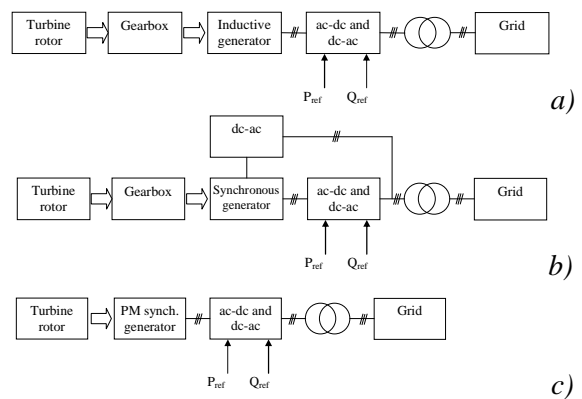 Turbine
rotor
Gearbox
Inductive
generator
ac-dc and
dc-ac
Grid
Pref
Qref
a)
dc-ac
Turbine
rotor
Gearbox
Synchronous
generator
ac-dc and
dc-ac
Grid
Pref
Qref
b)
Turbine
rotor
PM synch.
generator
ac-dc and
dc-ac
Grid
Pref
Qref
c)